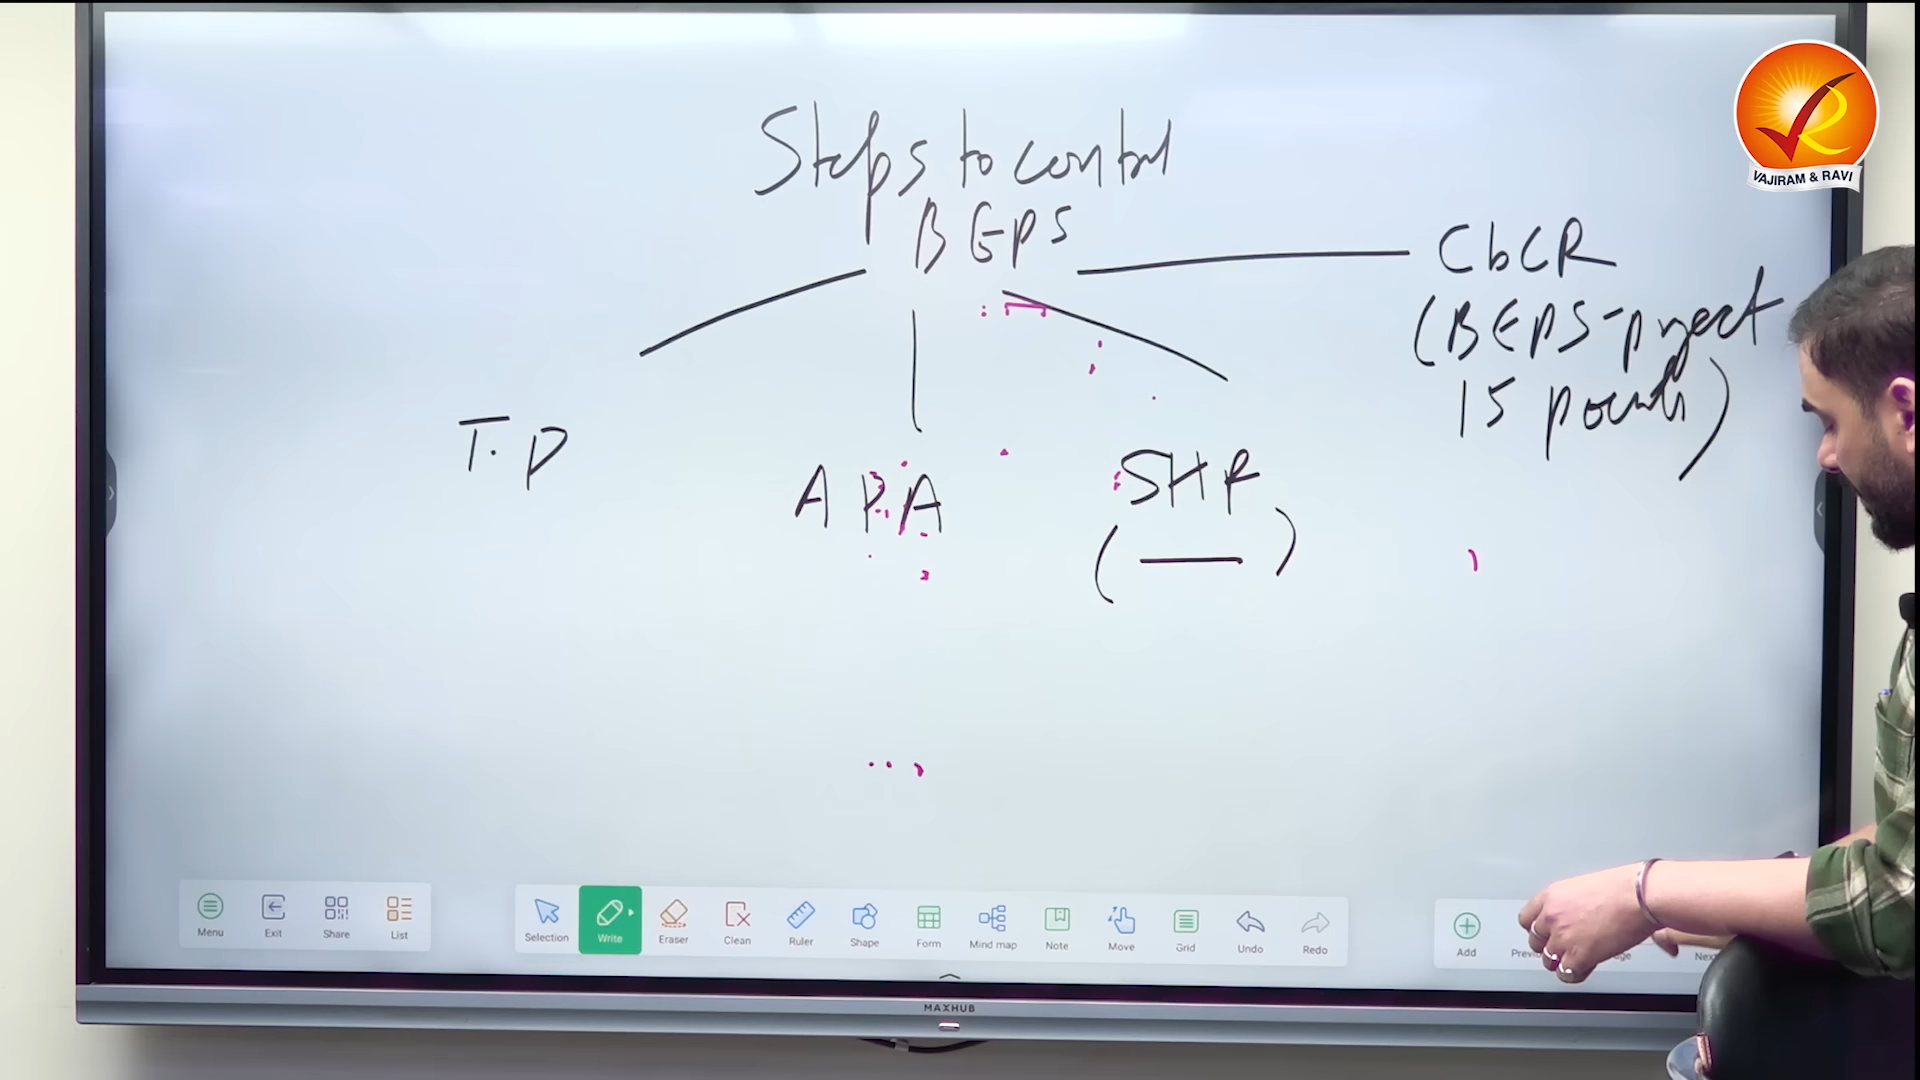 Steps to control
BEPS
CbCR
(BEPS-project
15 points)
T.P
APA
SHR
(—)
VAJIRAM & RAVI
Menu
Exit
Share
List
Selection
Write
Eraser
Clean
Ruler
Shape
Form
Mind map
Note
Move
Grid
Undo
Redo
Add
MAXHUB